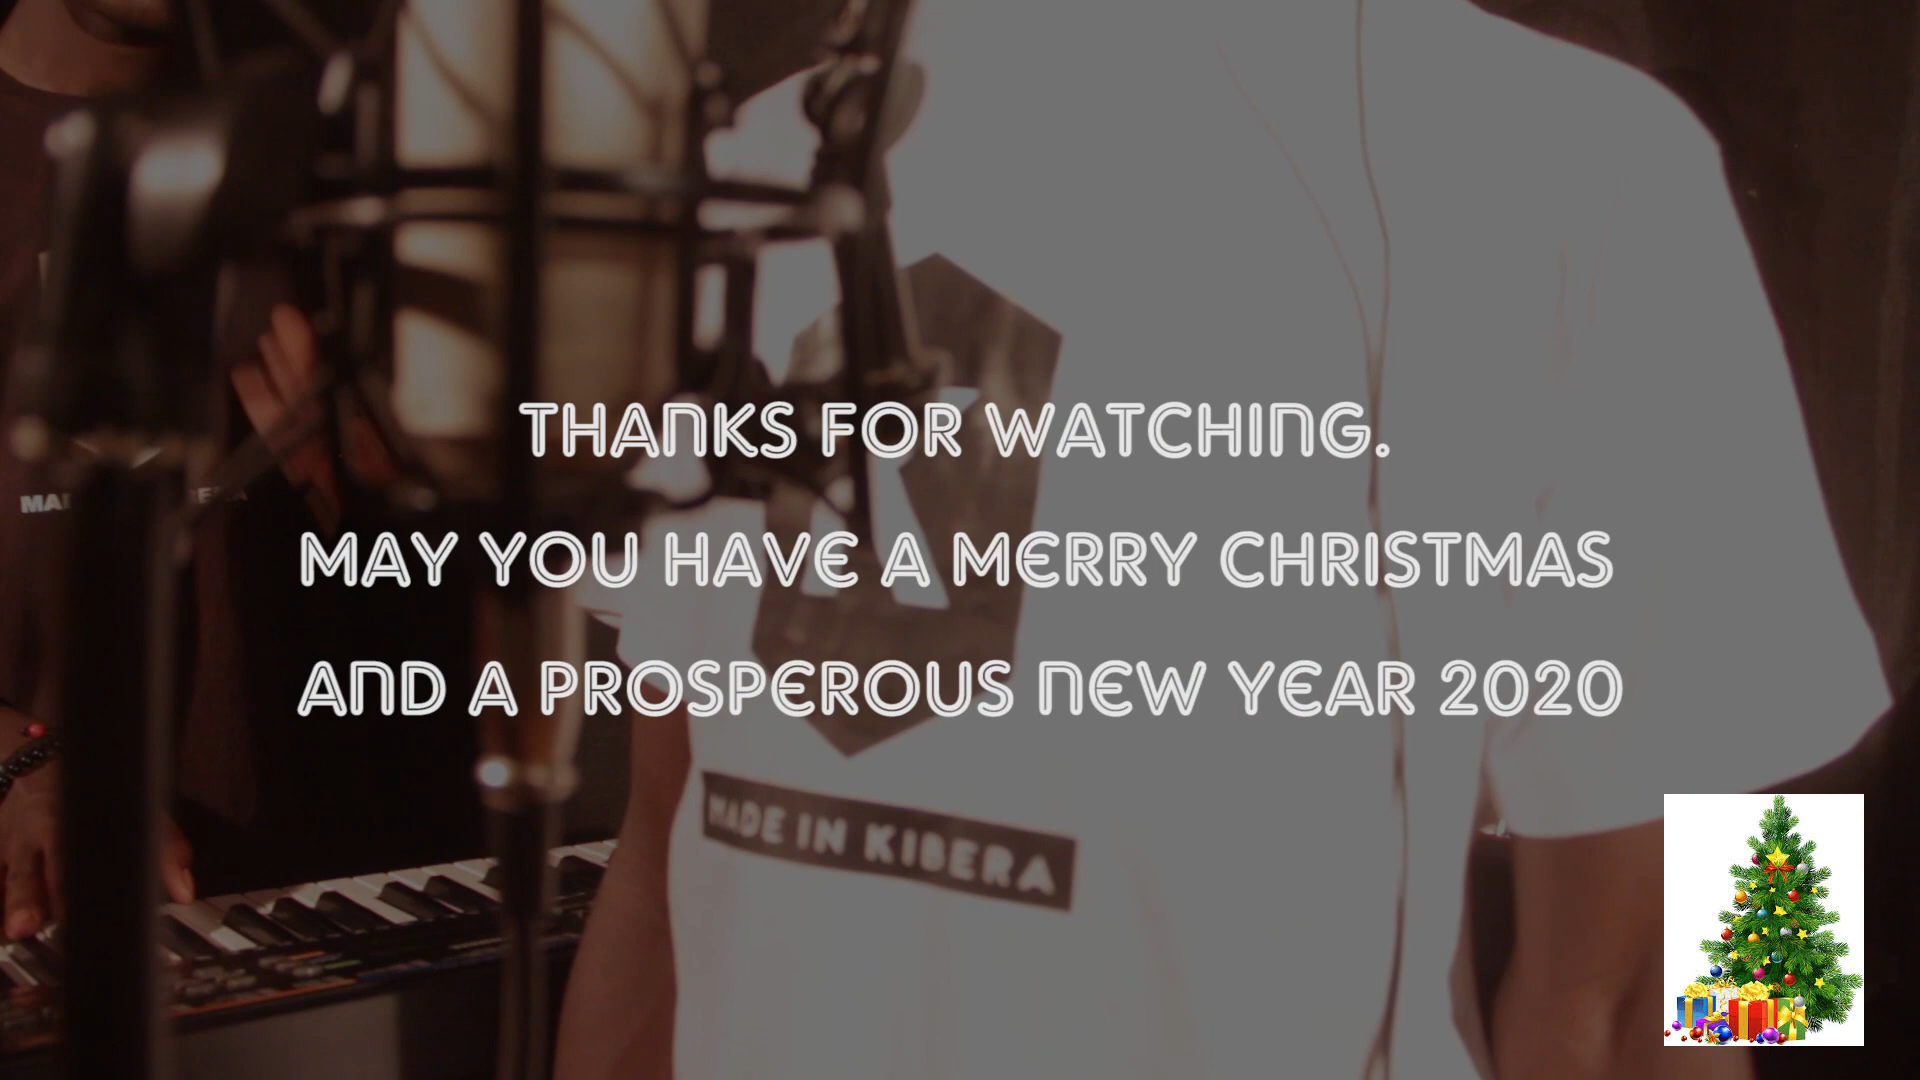 THANKS FOR WATCHING.
MAY YOU HAVE A MERRY CHRISTMAS
AND A PROSPEROUS NEW YEAR 2020
MADE IN KIBERA